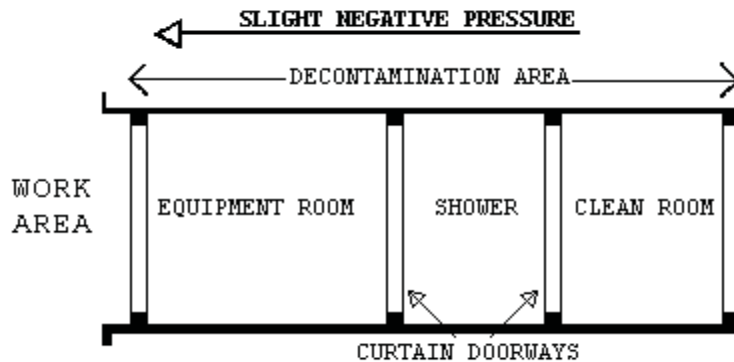 SLIGHT NEGATIVE PRESSURE
DECONTAMINATION AREA
WORK
AREA
EQUIPMENT ROOM
SHOWER
CLEAN ROOM
CURTAIN DOORWAYS